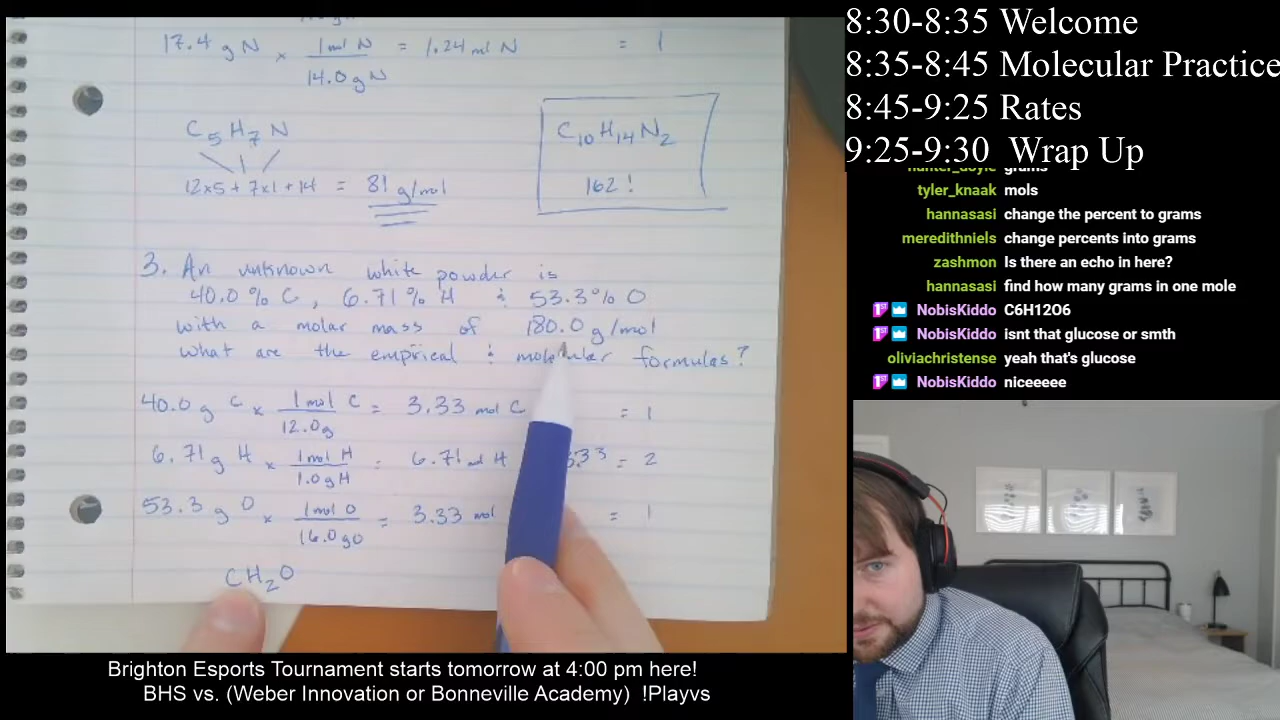 17.4 g N × 1 mol N = 1.24 mol N = 1
14.0 g N
C5H7N
12×5 + 7×1 + 14 = 81 g/mol
C10H14N2
162!
3. An unknown white powder is
40.0% C, 6.71% H & 53.3% O
with a molar mass of 180.0 g/mol
What are the empirical & molecular formulas?
40.0 g C × 1 mol C = 3.33 mol C = 1
12.0g
6.71 g H × 1 mol H = 6.71 mol H 3.33 = 2
1.0g H
53.3 g O × 1 mol O = 3.33 mol = 1
16.0 g O
CH2O
8:30-8:35 Welcome
8:35-8:45 Molecular Practice
8:45-9:25 Rates
9:25-9:30 Wrap Up
tyler_knaak mols
hannasasi change the percent to grams
meredithniels change percents into grams
zashmon Is there an echo in here?
hannasasi find how many grams in one mole
NobisKiddo C6H12O6
NobisKiddo isnt that glucose or smth
oliviachristense yeah that's glucose
NobisKiddo niceeeee
Brighton Esports Tournament starts tomorrow at 4:00 pm here!
BHS vs. (Weber Innovation or Bonneville Academy) !Playvs